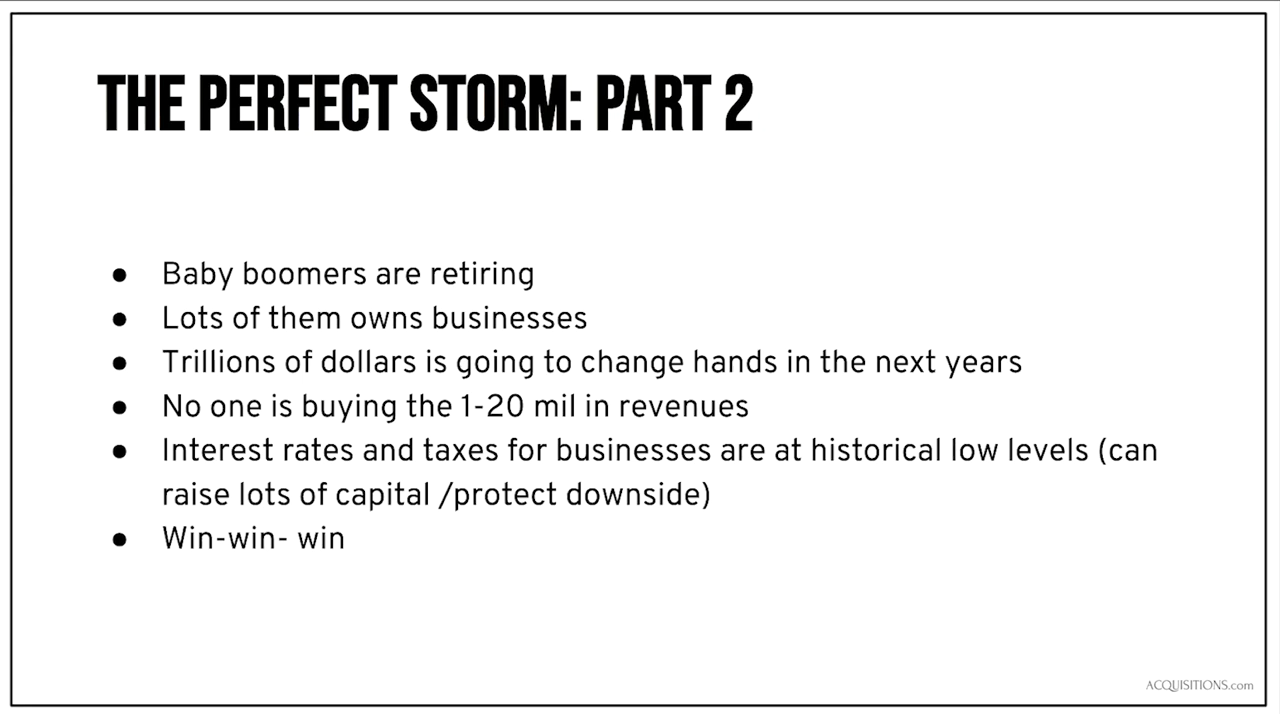 THE PERFECT STORM: PART 2
● Baby boomers are retiring
● Lots of them owns businesses
● Trillions of dollars is going to change hands in the next years
● No one is buying the 1-20 mil in revenues
● Interest rates and taxes for businesses are at historical low levels (can
raise lots of capital /protect downside)
● Win-win- win
ACQUISITIONS.com